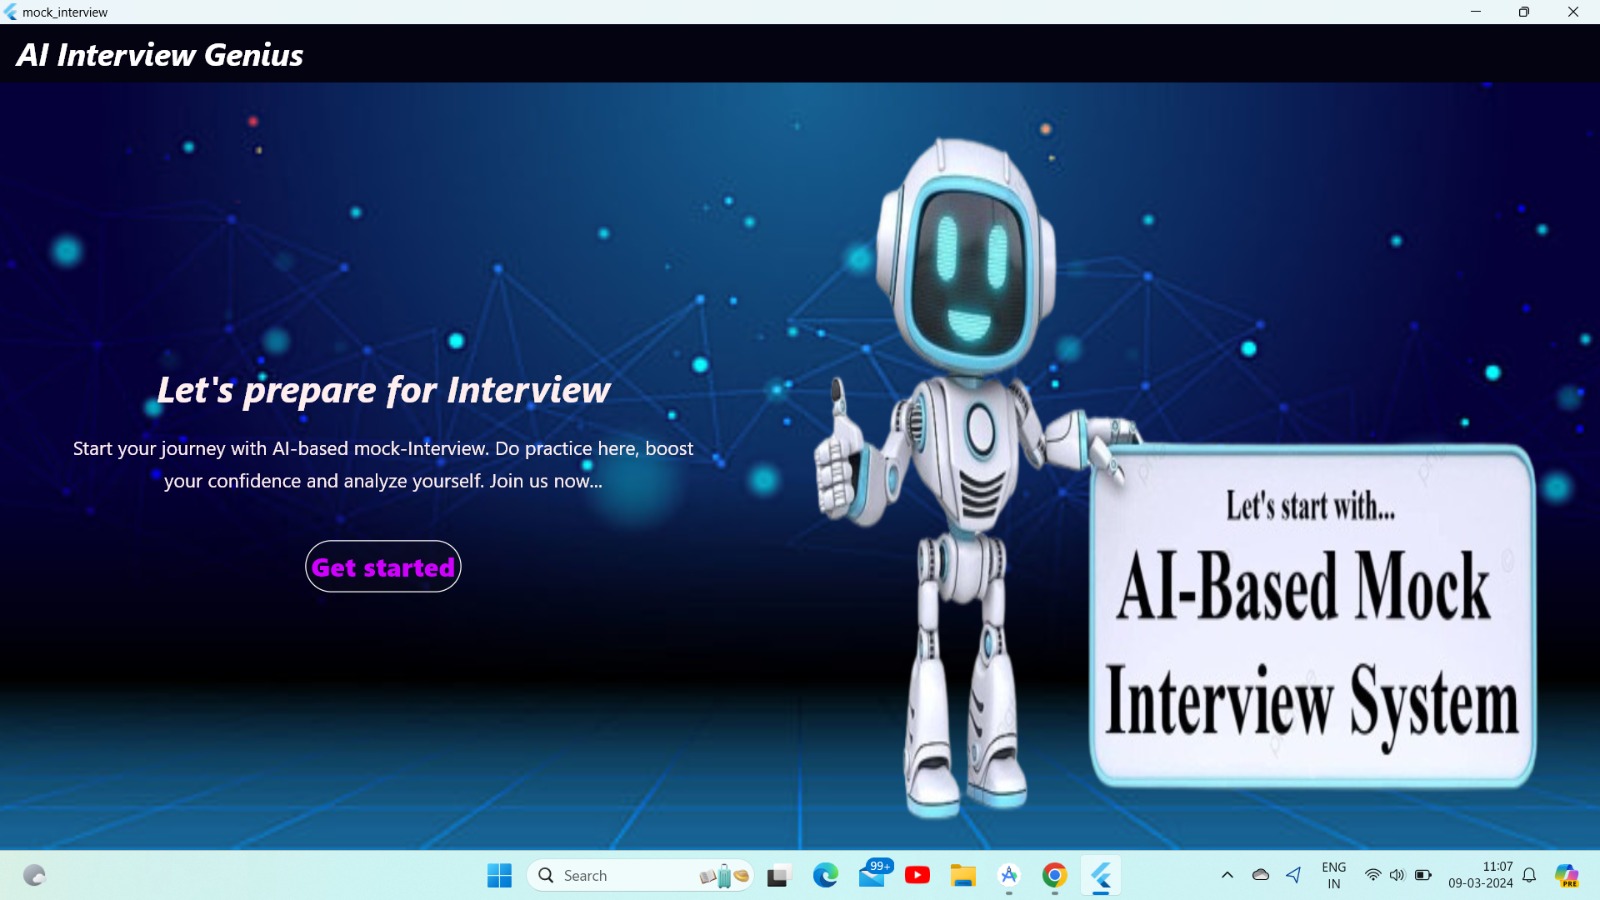 mock_interview
AI Interview Genius
Let's prepare for Interview
Start your journey with AI-based mock-Interview. Do practice here, boost
your confidence and analyze yourself. Join us now...
Get started
Let's start with...
AI-Based Mock
Interview System
Search
99+
ENG
IN
11:07
09-03-2024
PRE